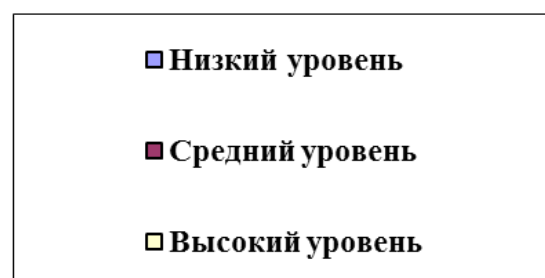 Низкий уровень
Средний уровень
Высокий уровень